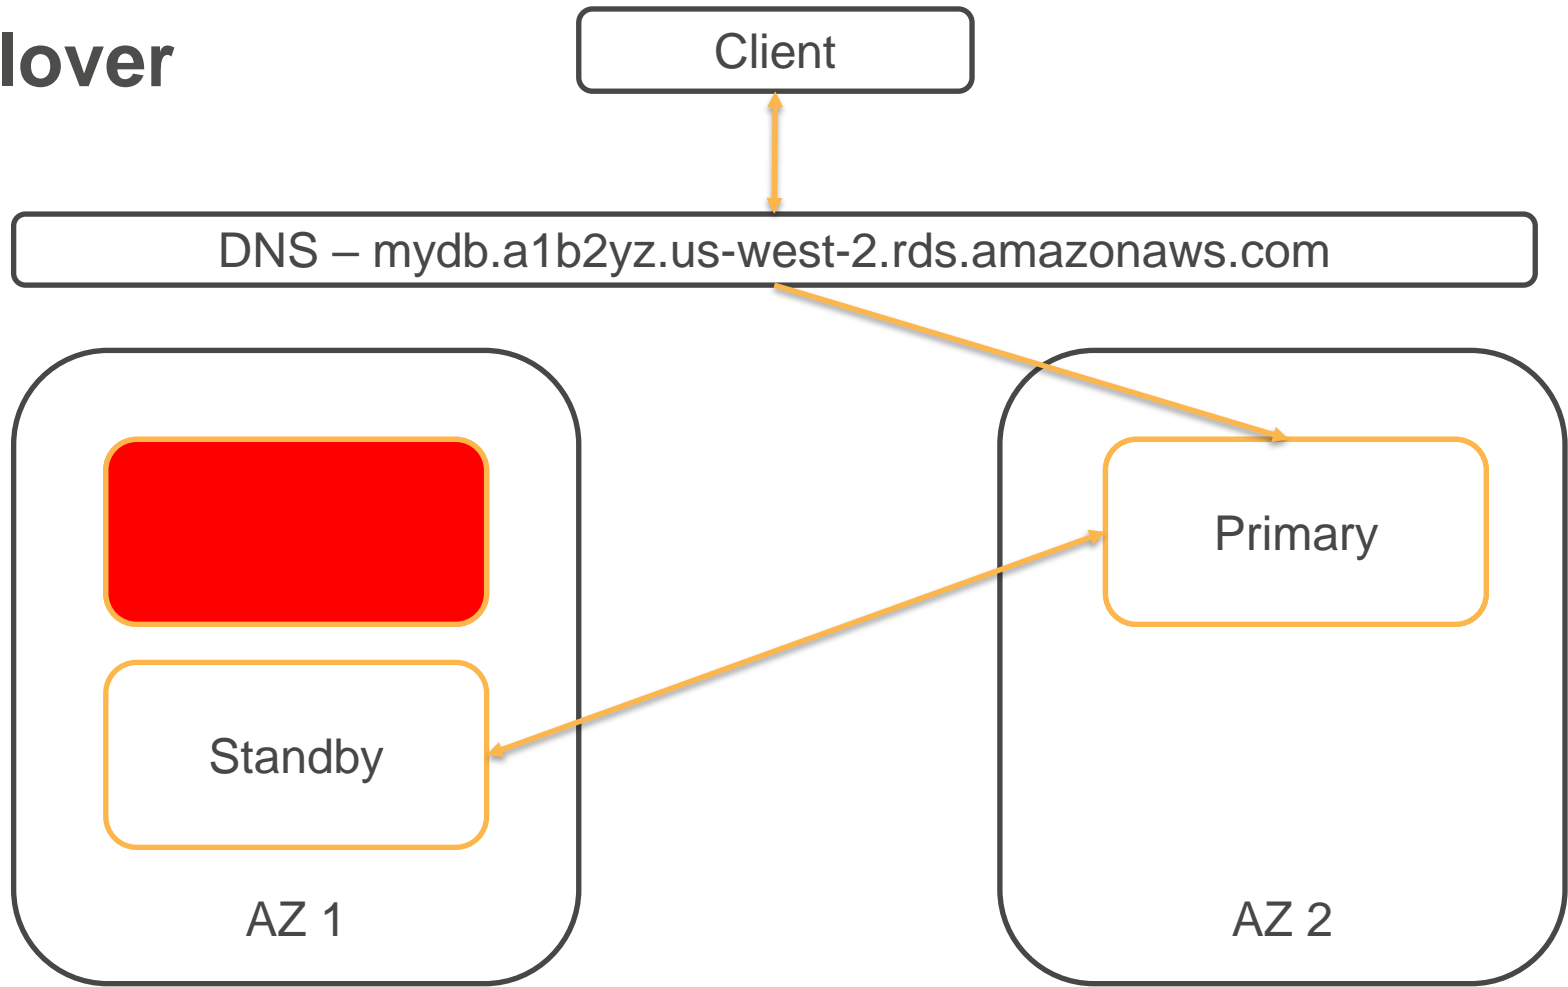 lover
Client
DNS – mydb.a1b2yz.us-west-2.rds.amazonaws.com
Primary
Standby
AZ 1
AZ 2